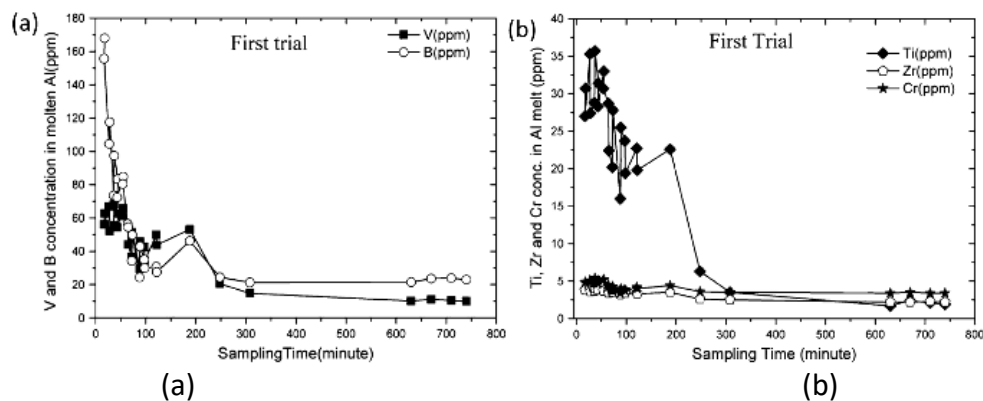 (a)
First trial
V(ppm)
B(ppm)
V and B concentration in molten Al(ppm)
180
160
140
120
100
80
60
40
20
0
0 100 200 300 400 500 600 700 800
SamplingTime(minute)
(a)
(b)
First Trial
Ti(ppm)
Zr(ppm)
Cr(ppm)
Ti, Zr and Cr conc. in Al melt (ppm)
40
35
30
25
20
15
10
5
0
0 100 200 300 400 500 600 700 800
Sampling Time (minute)
(b)